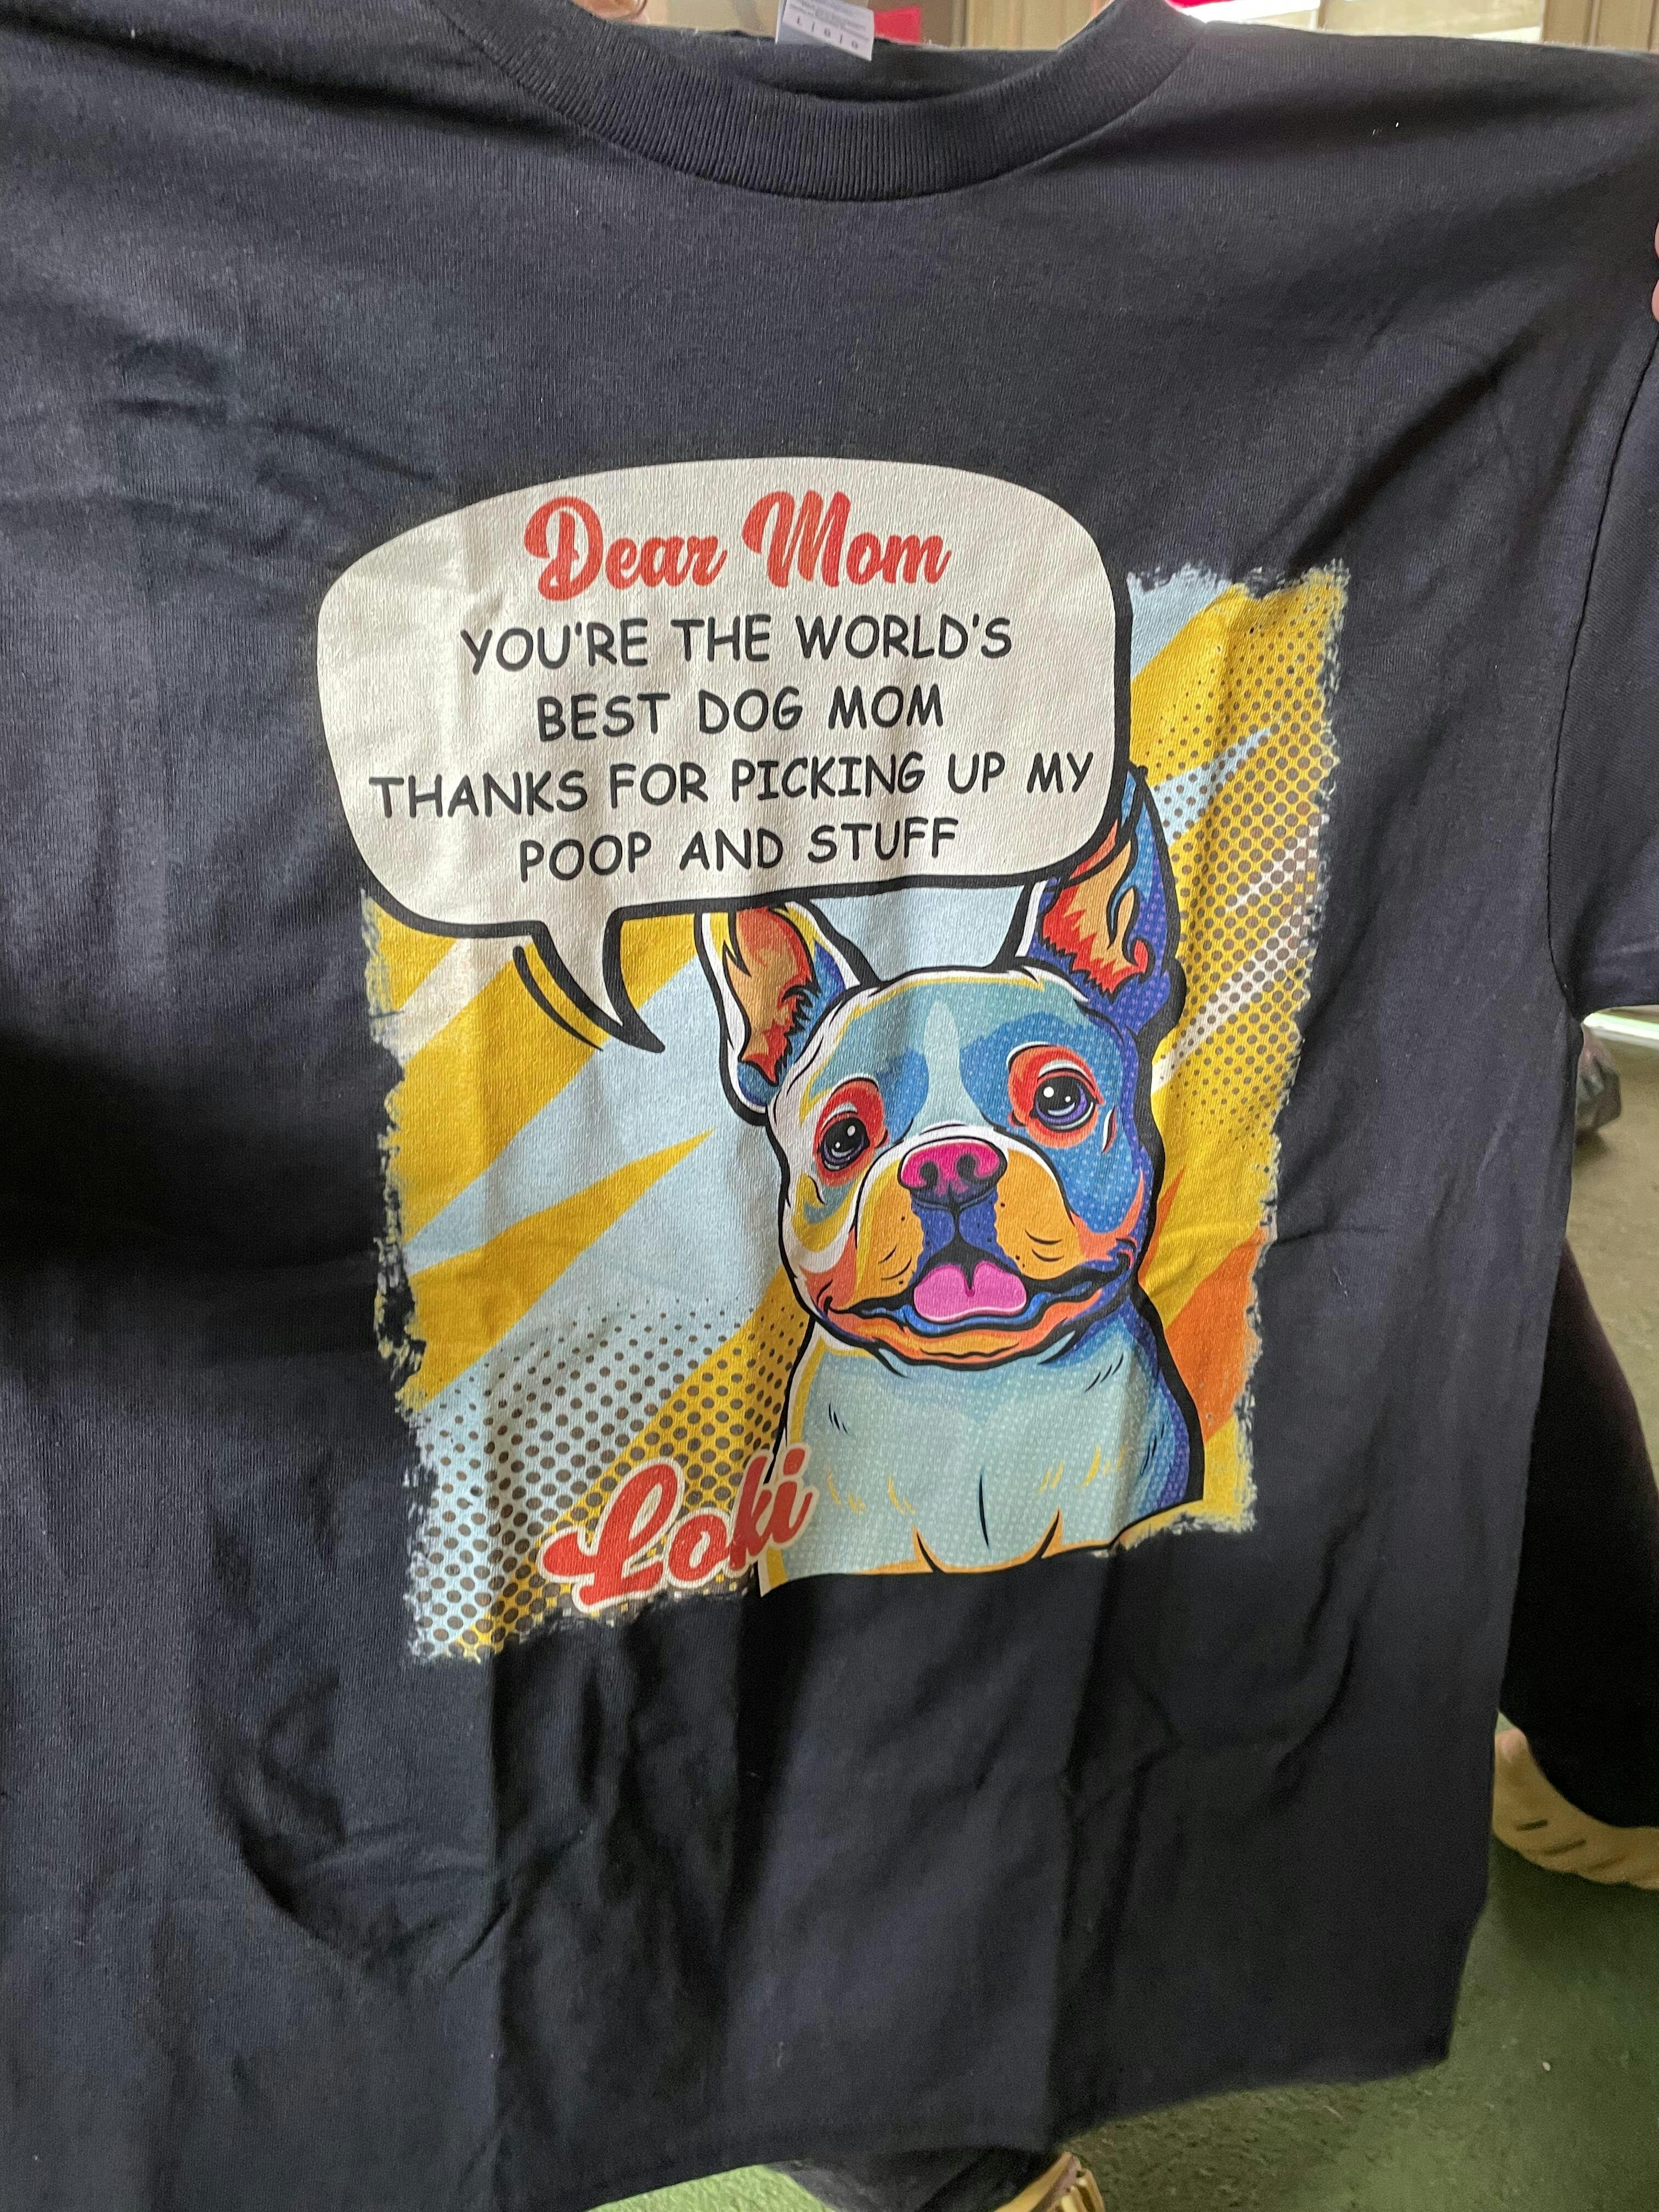 Dear Mom
YOU'RE THE WORLD'S
BEST DOG MOM
THANKS FOR PICKING UP MY
POOP AND STUFF
Loki